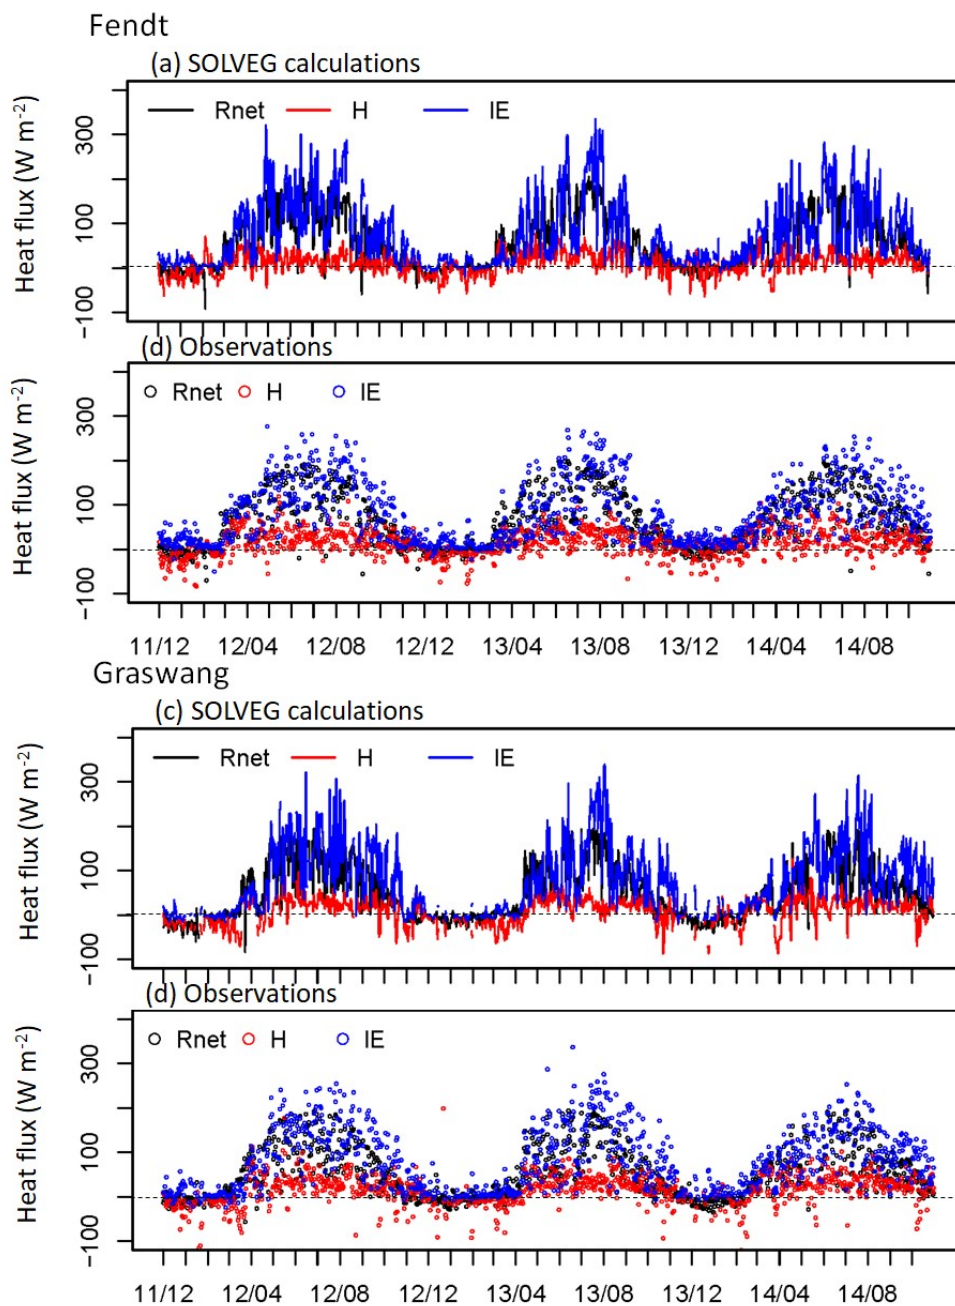 Fendt
(a) SOLVEG calculations
Rnet H lE
Heat flux (W m⁻²)
300
100
−100
(d) Observations
Rnet H lE
Heat flux (W m⁻²)
300
100
−100
11/12 12/04 12/08 12/12 13/04 13/08 13/12 14/04 14/08
Graswang
(c) SOLVEG calculations
Rnet H lE
Heat flux (W m⁻²)
300
100
−100
(d) Observations
Rnet H lE
Heat flux (W m⁻²)
300
100
−100
11/12 12/04 12/08 12/12 13/04 13/08 13/12 14/04 14/08